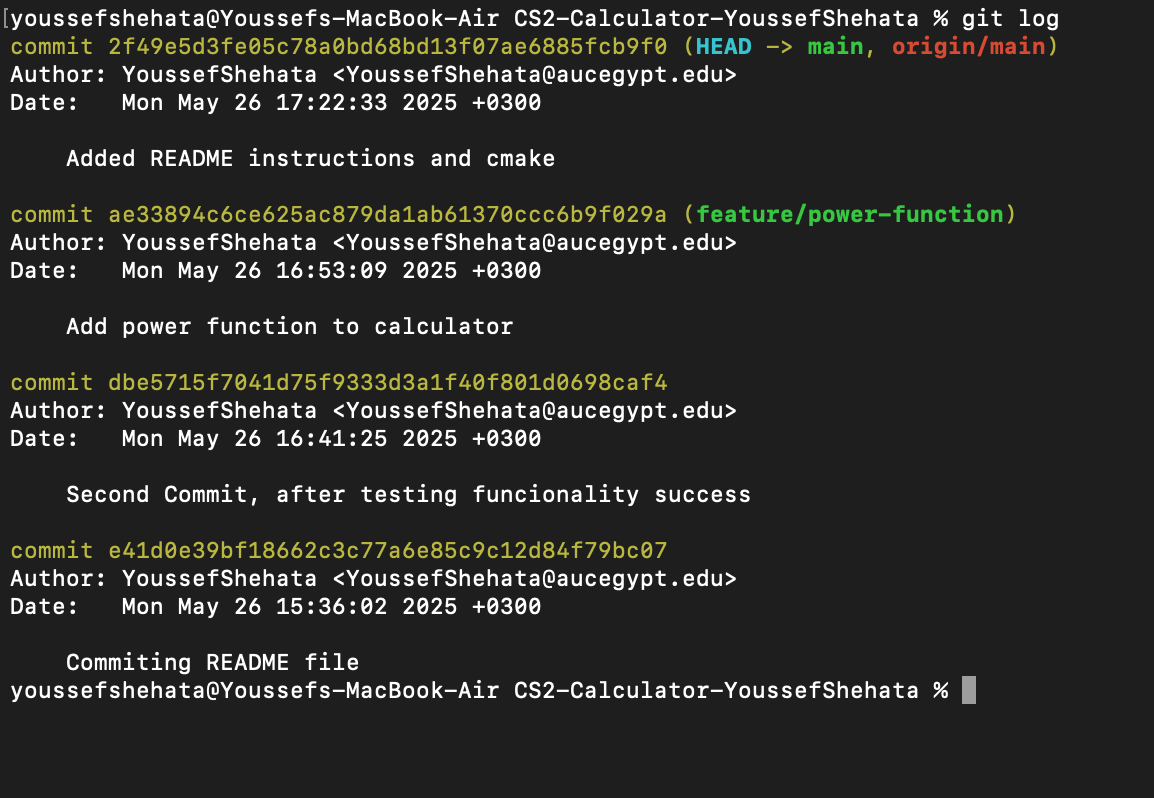 [youssefshehata@Youssefs-MacBook-Air CS2-Calculator-YoussefShehata % git log
commit 2f49e5d3fe05c78a0bd68bd13f07ae6885fcb9f0 (HEAD -> main, origin/main)
Author: YoussefShehata <YoussefShehata@aucegypt.edu>
Date:   Mon May 26 17:22:33 2025 +0300

    Added README instructions and cmake

commit ae33894c6ce625ac879da1ab61370ccc6b9f029a (feature/power-function)
Author: YoussefShehata <YoussefShehata@aucegypt.edu>
Date:   Mon May 26 16:53:09 2025 +0300

    Add power function to calculator

commit dbe5715f7041d75f9333d3a1f40f801d0698caf4
Author: YoussefShehata <YoussefShehata@aucegypt.edu>
Date:   Mon May 26 16:41:25 2025 +0300

    Second Commit, after testing funcionality success

commit e41d0e39bf18662c3c77a6e85c9c12d84f79bc07
Author: YoussefShehata <YoussefShehata@aucegypt.edu>
Date:   Mon May 26 15:36:02 2025 +0300

    Commiting README file
youssefshehata@Youssefs-MacBook-Air CS2-Calculator-YoussefShehata %